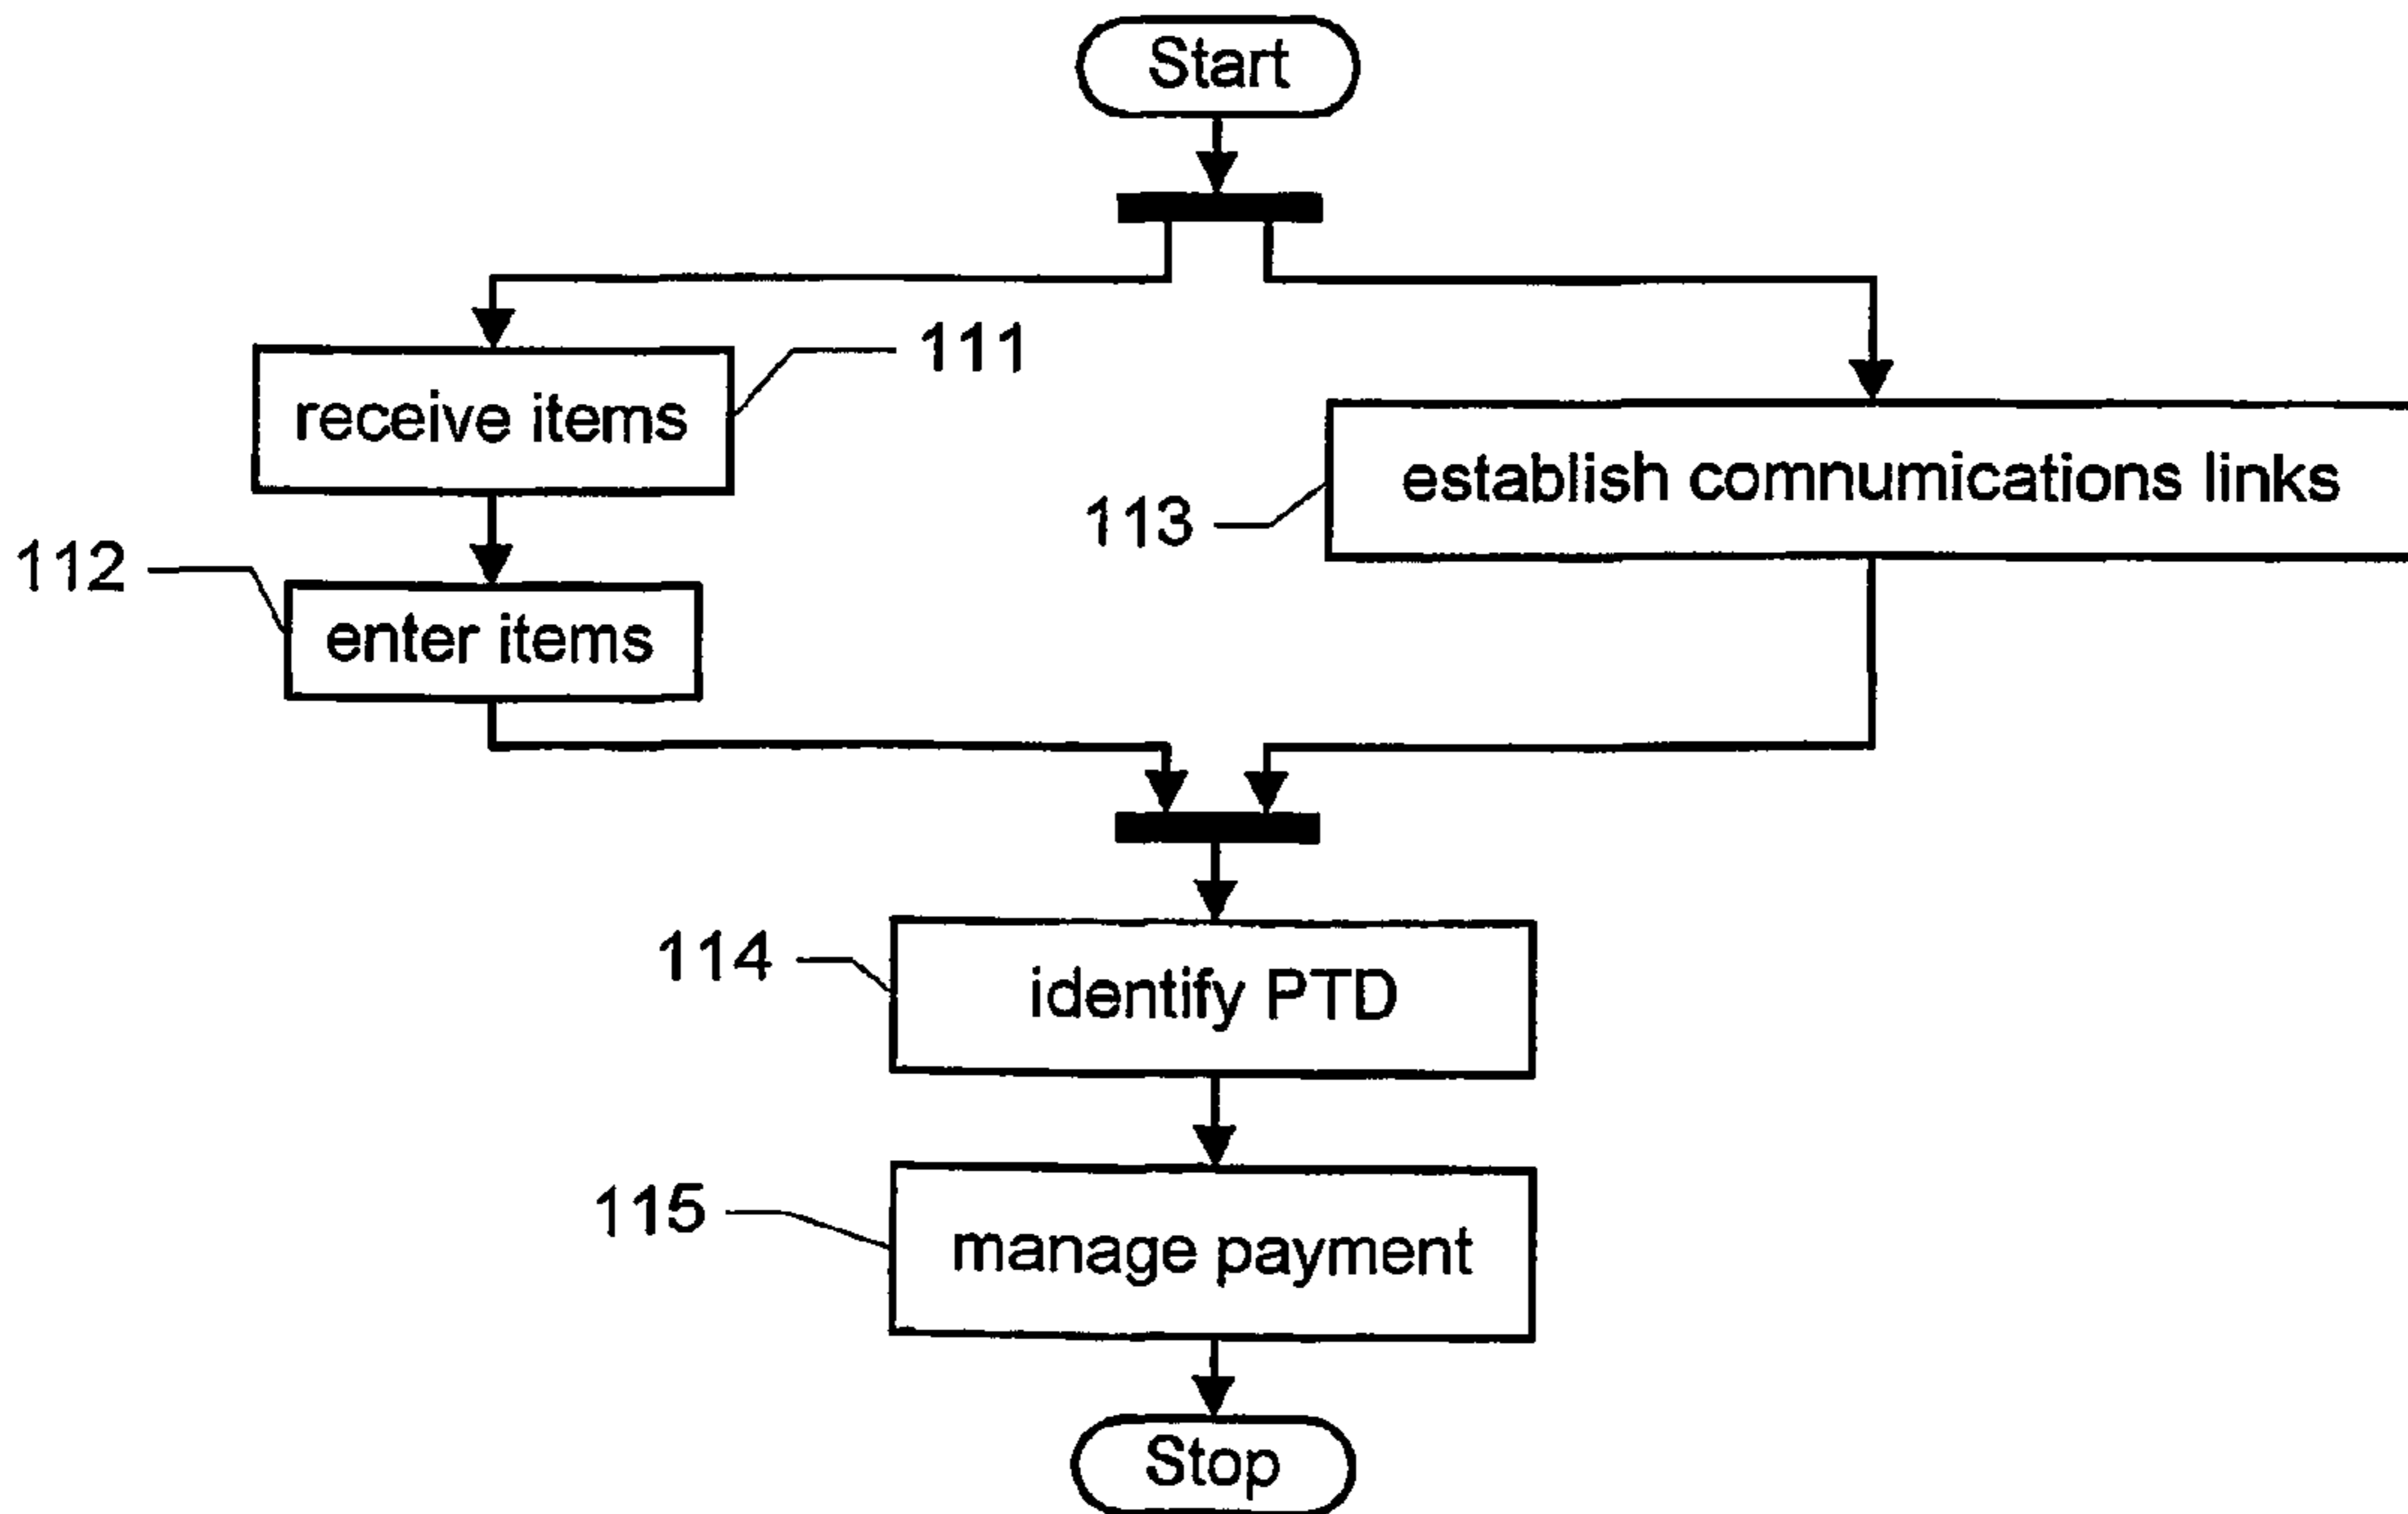 Start
receive items
111
establish comnumications links
113
112
enter items
114
identify PTD
115
manage payment
Stop